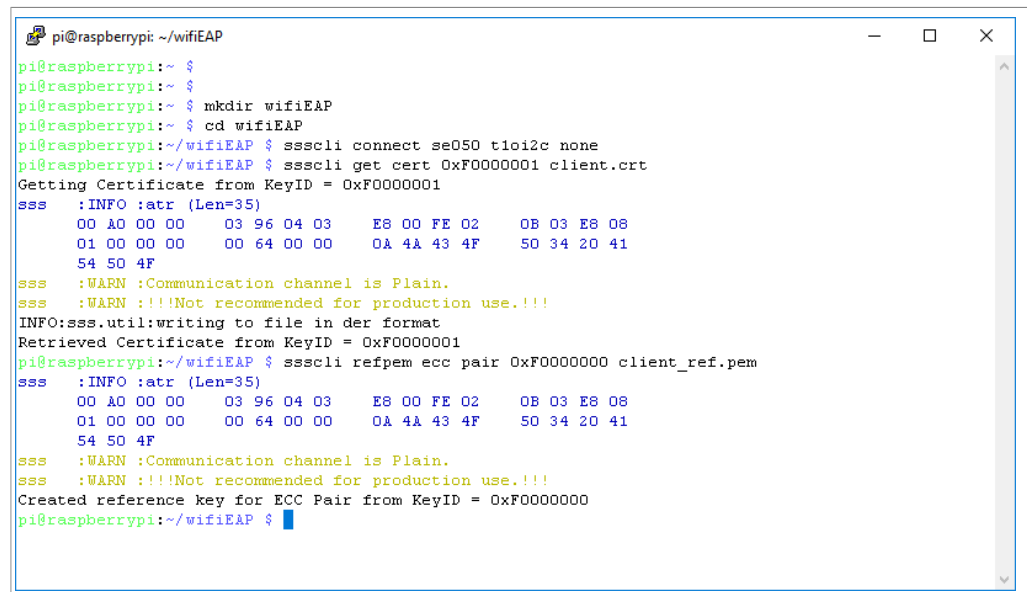 pi@raspberrypi: ~/wifiEAP
pi@raspberrypi:~ $
pi@raspberrypi:~ $
pi@raspberrypi:~ $ mkdir wifiEAP
pi@raspberrypi:~ $ cd wifiEAP
pi@raspberrypi:~/wifiEAP $ ssscli connect se050 t1oi2c none
pi@raspberrypi:~/wifiEAP $ ssscli get cert 0xF0000001 client.crt
Getting Certificate from KeyID = 0xF0000001
sss   :INFO :atr (Len=35)
      00 A0 00 00    03 96 04 03    E8 00 FE 02    0B 03 E8 08
      01 00 00 00    00 64 00 00    0A 4A 43 4F    50 34 20 41
      54 50 4F
sss   :WARN :Communication channel is Plain.
sss   :WARN :!!!Not recommended for production use.!!!
INFO:sss.util:writing to file in der format
Retrieved Certificate from KeyID = 0xF0000001
pi@raspberrypi:~/wifiEAP $ ssscli refpem ecc pair 0xF0000000 client_ref.pem
sss   :INFO :atr (Len=35)
      00 A0 00 00    03 96 04 03    E8 00 FE 02    0B 03 E8 08
      01 00 00 00    00 64 00 00    0A 4A 43 4F    50 34 20 41
      54 50 4F
sss   :WARN :Communication channel is Plain.
sss   :WARN :!!!Not recommended for production use.!!!
Created reference key for ECC Pair from KeyID = 0xF0000000
pi@raspberrypi:~/wifiEAP $